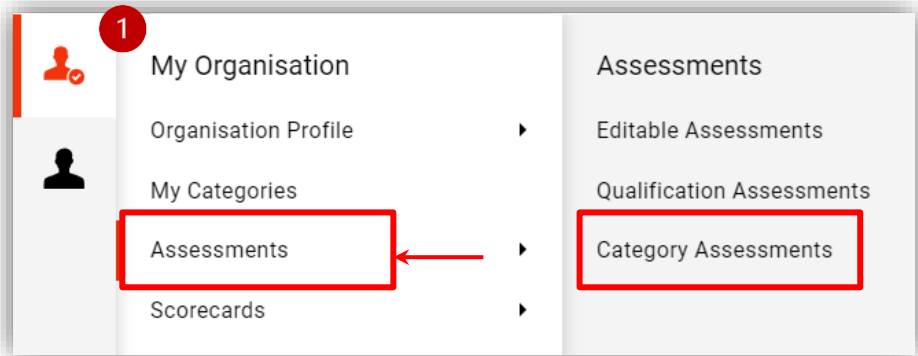 1
My Organisation
Organisation Profile
My Categories
Assessments
Scorecards
Assessments
Editable Assessments
Qualification Assessments
Category Assessments